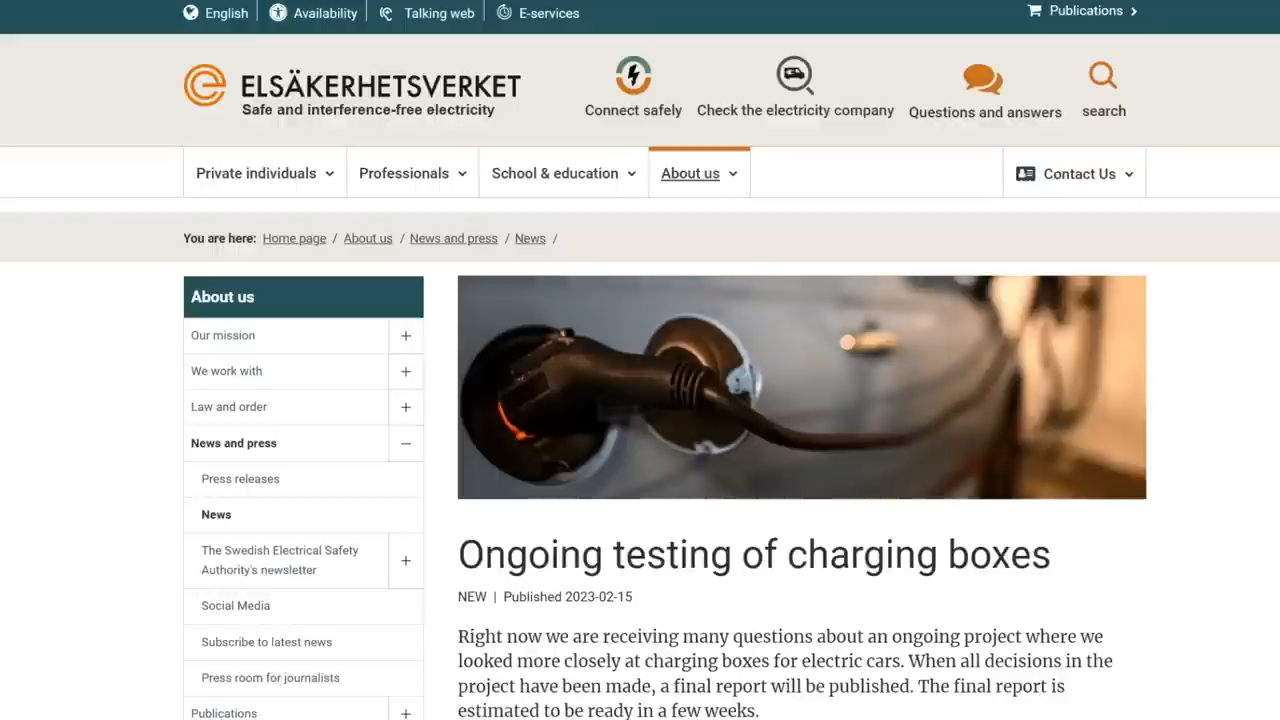 English
Availability
Talking web
E-services
Publications
ELSÄKERHETSVERKET
Safe and interference-free electricity
Connect safely
Check the electricity company
Questions and answers
search
Private individuals
Professionals
School & education
About us
Contact Us
You are here: Home page / About us / News and press / News /
About us
Our mission
We work with
Law and order
News and press
Press releases
News
The Swedish Electrical Safety
Authority's newsletter
Social Media
Subscribe to latest news
Press room for journalists
Publications
Ongoing testing of charging boxes
NEW | Published 2023-02-15
Right now we are receiving many questions about an ongoing project where we
looked more closely at charging boxes for electric cars. When all decisions in the
project have been made, a final report will be published. The final report is
estimated to be ready in a few weeks.